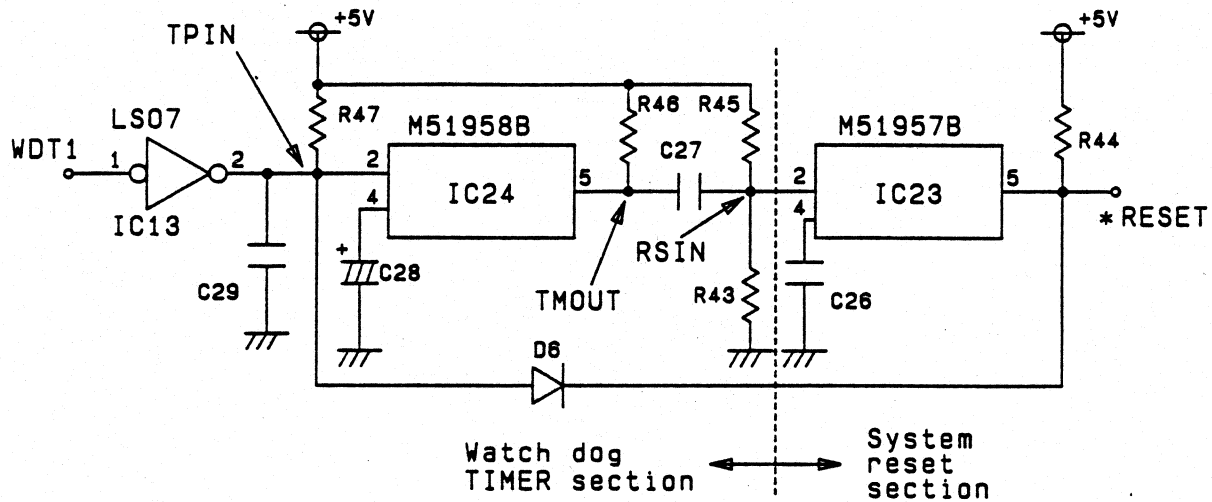 +5V
+5V
TPIN
LS07
R47
R46
R45
R44
WDT1
1
2
M51958B
M51957B
2
4
5
C27
2
4
5
IC13
IC24
IC23
*RESET
RSIN
+
C28
C29
TMOUT
R43
C26
D6
Watch dog
TIMER section
System
reset
section